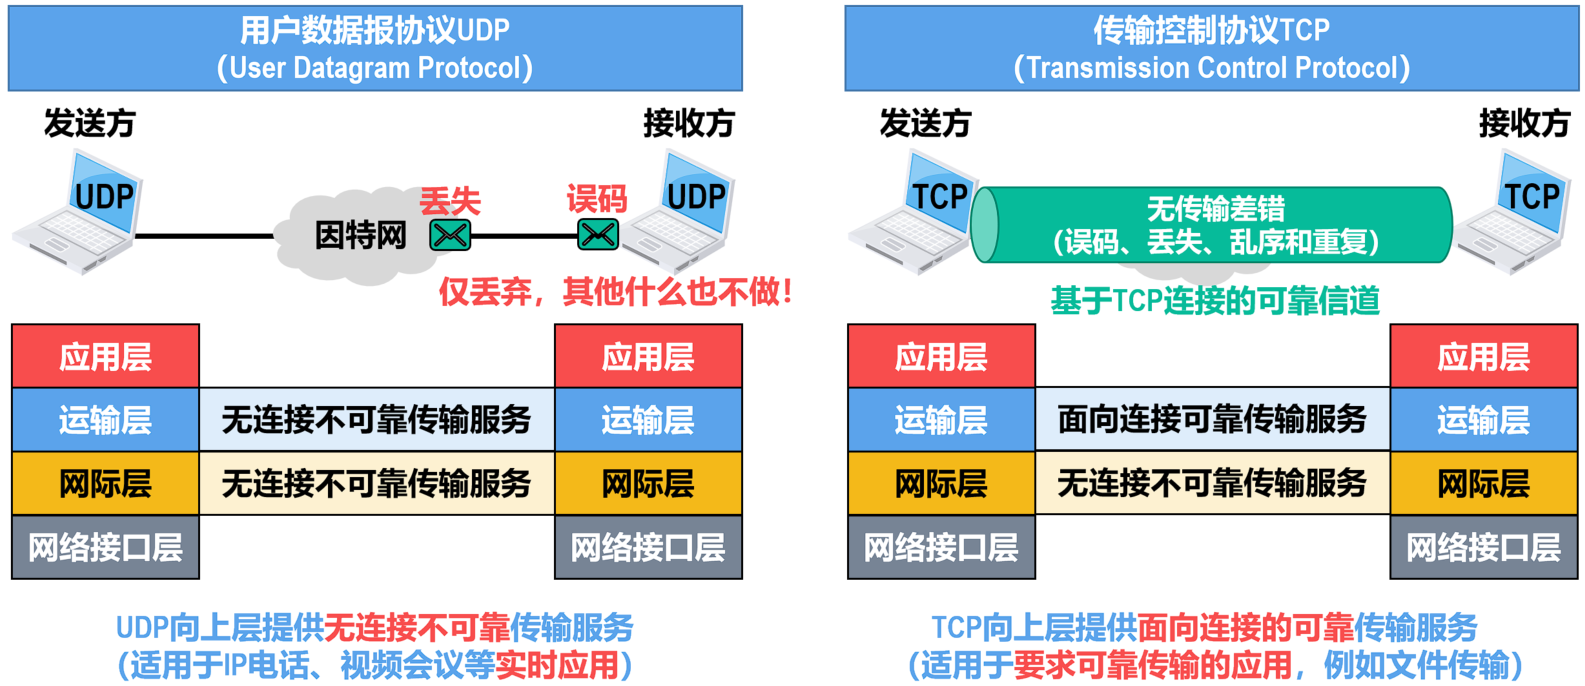 用户数据报协议UDP
（User Datagram Protocol）
发送方
接收方
UDP
因特网
丢失
误码
UDP
仅丢弃，其他什么也不做！
应用层
应用层
运输层
无连接不可靠传输服务
运输层
网际层
无连接不可靠传输服务
网际层
网络接口层
网络接口层
UDP向上层提供无连接不可靠传输服务
（适用于IP电话、视频会议等实时应用）
传输控制协议TCP
（Transmission Control Protocol）
发送方
接收方
TCP
无传输差错
（误码、丢失、乱序和重复）
TCP
基于TCP连接的可靠信道
应用层
应用层
运输层
面向连接可靠传输服务
运输层
网际层
无连接不可靠传输服务
网际层
网络接口层
网络接口层
TCP向上层提供面向连接的可靠传输服务
（适用于要求可靠传输的应用，例如文件传输）